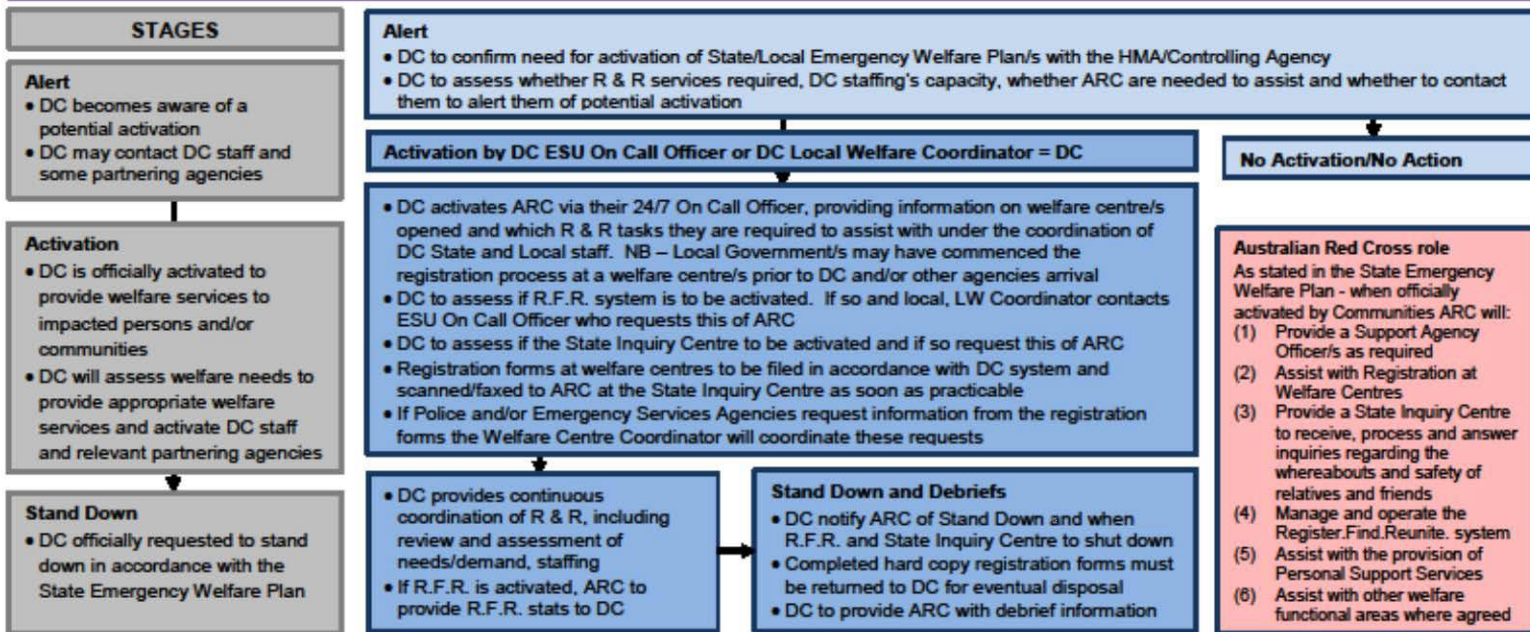 STAGES
Alert
• DC becomes aware of a
potential activation
• DC may contact DC staff and
some partnering agencies
Activation
• DC is officially activated to
provide welfare services to
impacted persons and/or
communities
• DC will assess welfare needs to
provide appropriate welfare
services and activate DC staff
and relevant partnering agencies
Stand Down
• DC officially requested to stand
down in accordance with the
State Emergency Welfare Plan
Alert
• DC to confirm need for activation of State/Local Emergency Welfare Plan/s with the HMA/Controlling Agency
• DC to assess whether R & R services required, DC staffing's capacity, whether ARC are needed to assist and whether to contact
them to alert them of potential activation
Activation by DC ESU On Call Officer or DC Local Welfare Coordinator = DC
No Activation/No Action
• DC activates ARC via their 24/7 On Call Officer, providing information on welfare centre/s
opened and which R & R tasks they are required to assist with under the coordination of
DC State and Local staff. NB – Local Government/s may have commenced the
registration process at a welfare centre/s prior to DC and/or other agencies arrival
• DC to assess if R.F.R. system is to be activated. If so and local, LW Coordinator contacts
ESU On Call Officer who requests this of ARC
• DC to assess if the State Inquiry Centre to be activated and if so request this of ARC
• Registration forms at welfare centres to be filed in accordance with DC system and
scanned/faxed to ARC at the State Inquiry Centre as soon as practicable
• If Police and/or Emergency Services Agencies request information from the registration
forms the Welfare Centre Coordinator will coordinate these requests
• DC provides continuous
coordination of R & R, including
review and assessment of
needs/demand, staffing
• If R.F.R. is activated, ARC to
provide R.F.R. stats to DC
Stand Down and Debriefs
• DC notify ARC of Stand Down and when
R.F.R. and State Inquiry Centre to shut down
• Completed hard copy registration forms must
be returned to DC for eventual disposal
• DC to provide ARC with debrief information
Australian Red Cross role
As stated in the State Emergency
Welfare Plan - when officially
activated by Communities ARC will:
(1) Provide a Support Agency
Officer/s as required
(2) Assist with Registration at
Welfare Centres
(3) Provide a State Inquiry Centre
to receive, process and answer
inquiries regarding the
whereabouts and safety of
relatives and friends
(4) Manage and operate the
Register.Find.Reunite. system
(5) Assist with the provision of
Personal Support Services
(6) Assist with other welfare
functional areas where agreed